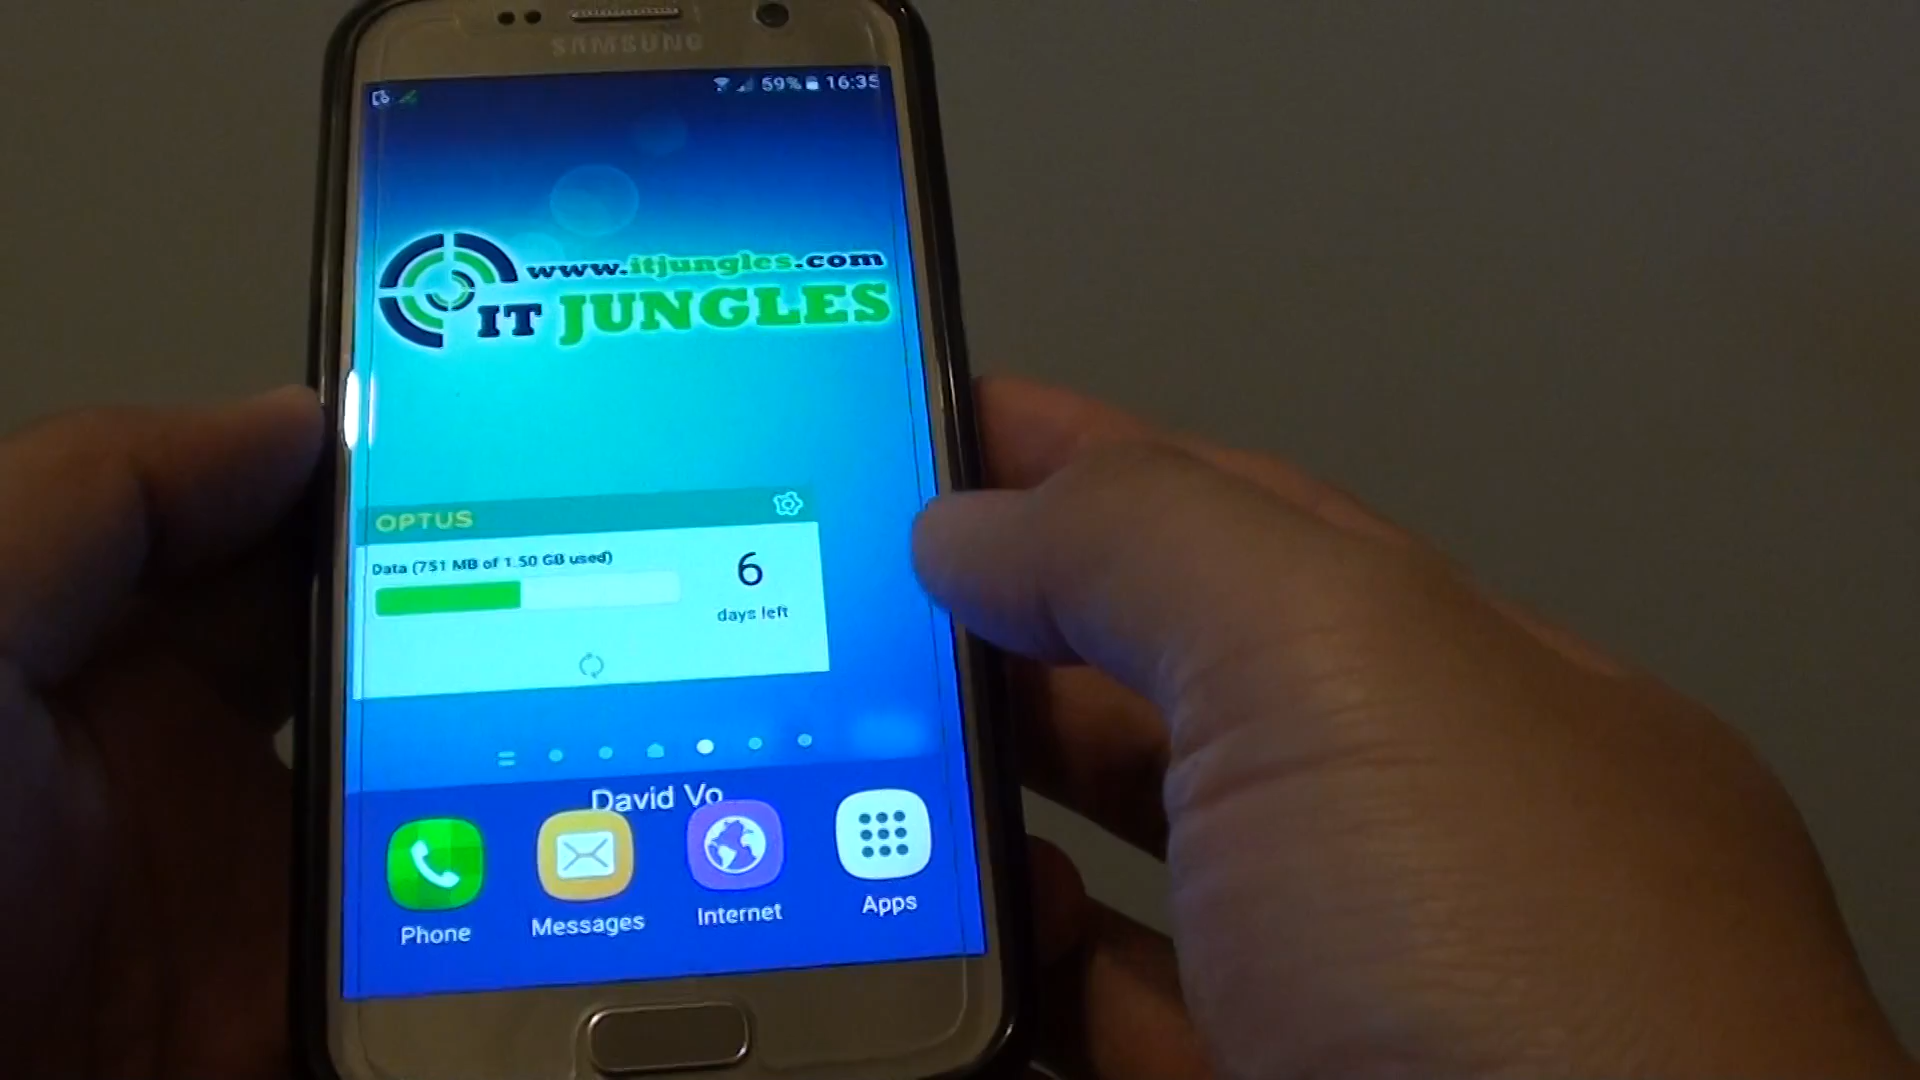 SAMSUNG
59% 16:35
www.itjungles.com
IT JUNGLES
OPTUS
Data (751 MB of 1.50 GB used)
6
days left
David Vo
Phone
Messages
Internet
Apps